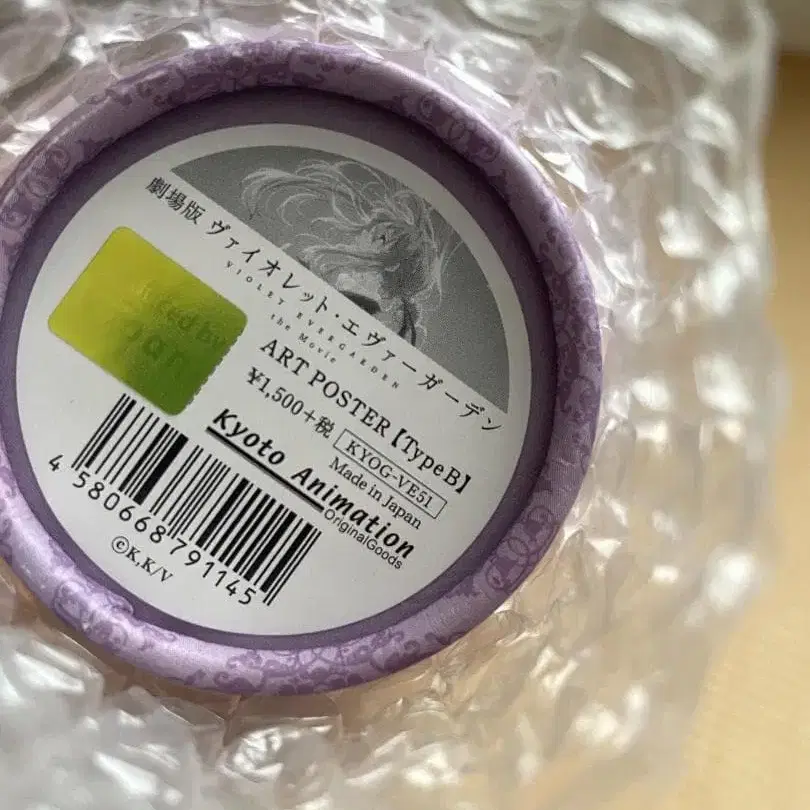 劇場版 ヴァイオレット・エヴァーガーデン
VIOLET EVERGARDEN
the Movie
ART POSTER【Type B】
¥1,500+税
KYOG-VE51
Made in Japan
Kyoto Animation
OriginalGoods
4 580668 791145
©K.K/V